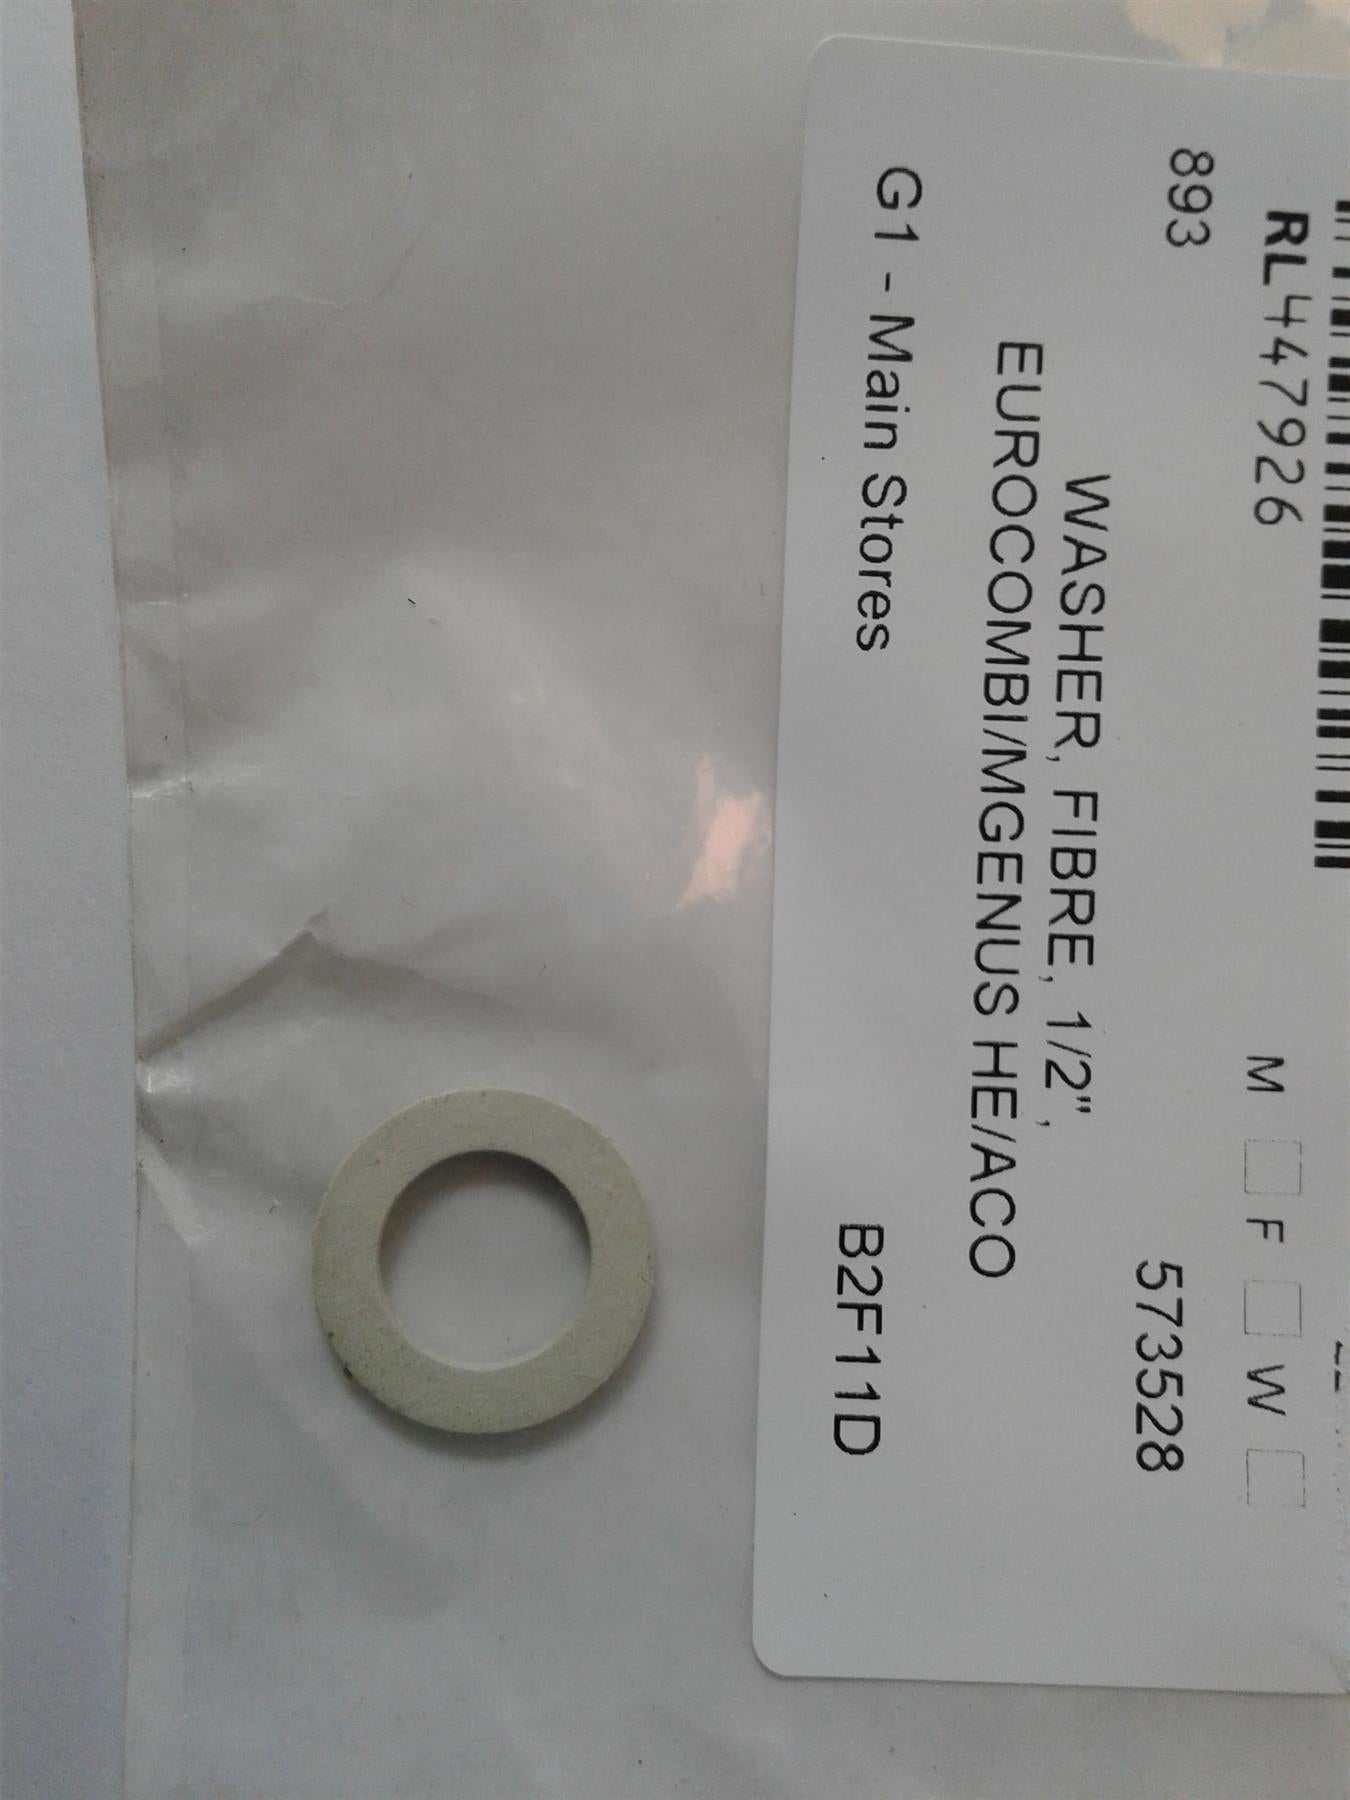 RL447926 M F W
893 573528
WASHER, FIBRE, 1/2",
EUROCOMBI/MGENUS HE/ACO
G1 - Main Stores B2F11D